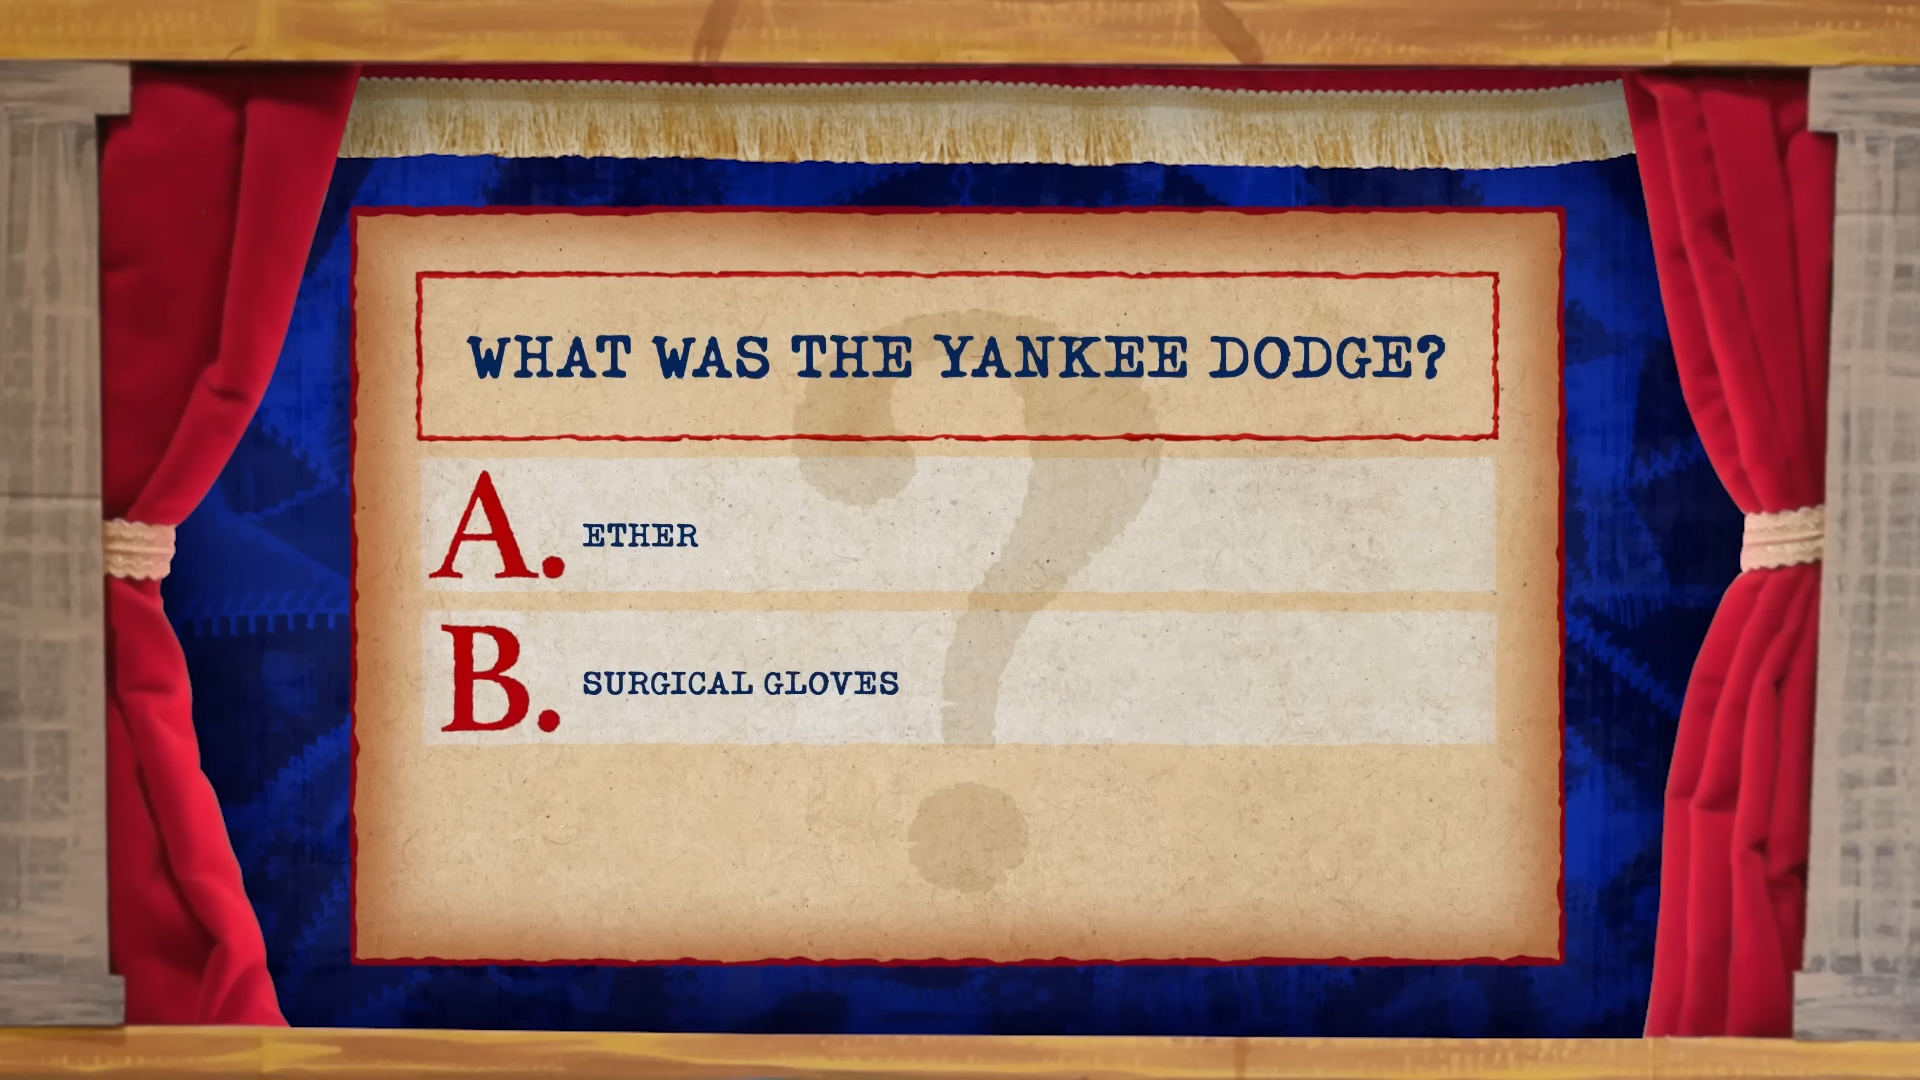 WHAT WAS THE YANKEE DODGE?
A. ETHER
B. SURGICAL GLOVES